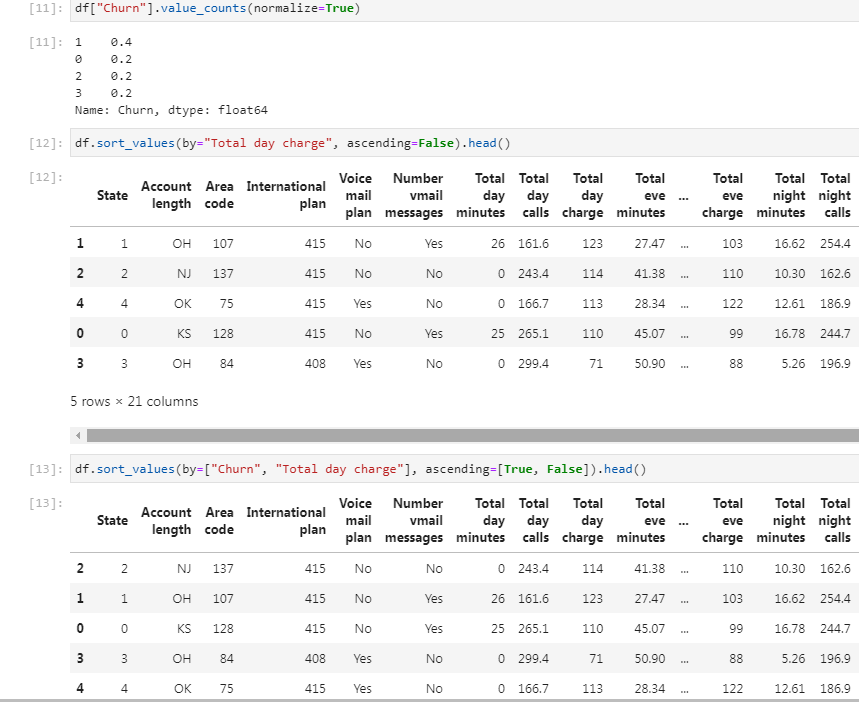 [11]: df["Churn"].value_counts(normalize=True)
[11]: 1 0.4
0 0.2
2 0.2
3 0.2
Name: Churn, dtype: float64
[12]: df.sort_values(by="Total day charge", ascending=False).head()
[12]:
State Account length Area code International plan Voice mail plan Number vmail messages Total day minutes Total day calls Total day charge Total eve minutes ... Total eve charge Total night minutes Total night calls
1 1 OH 107 415 No Yes 26 161.6 123 27.47 ... 103 16.62 254.4
2 2 NJ 137 415 No No 0 243.4 114 41.38 ... 110 10.30 162.6
4 4 OK 75 415 Yes No 0 166.7 113 28.34 ... 122 12.61 186.9
0 0 KS 128 415 No Yes 25 265.1 110 45.07 ... 99 16.78 244.7
3 3 OH 84 408 Yes No 0 299.4 71 50.90 ... 88 5.26 196.9
5 rows × 21 columns
[13]: df.sort_values(by=["Churn", "Total day charge"], ascending=[True, False]).head()
[13]:
State Account length Area code International plan Voice mail plan Number vmail messages Total day minutes Total day calls Total day charge Total eve minutes ... Total eve charge Total night minutes Total night calls
2 2 NJ 137 415 No No 0 243.4 114 41.38 ... 110 10.30 162.6
1 1 OH 107 415 No Yes 26 161.6 123 27.47 ... 103 16.62 254.4
0 0 KS 128 415 No Yes 25 265.1 110 45.07 ... 99 16.78 244.7
3 3 OH 84 408 Yes No 0 299.4 71 50.90 ... 88 5.26 196.9
4 4 OK 75 415 Yes No 0 166.7 113 28.34 ... 122 12.61 186.9